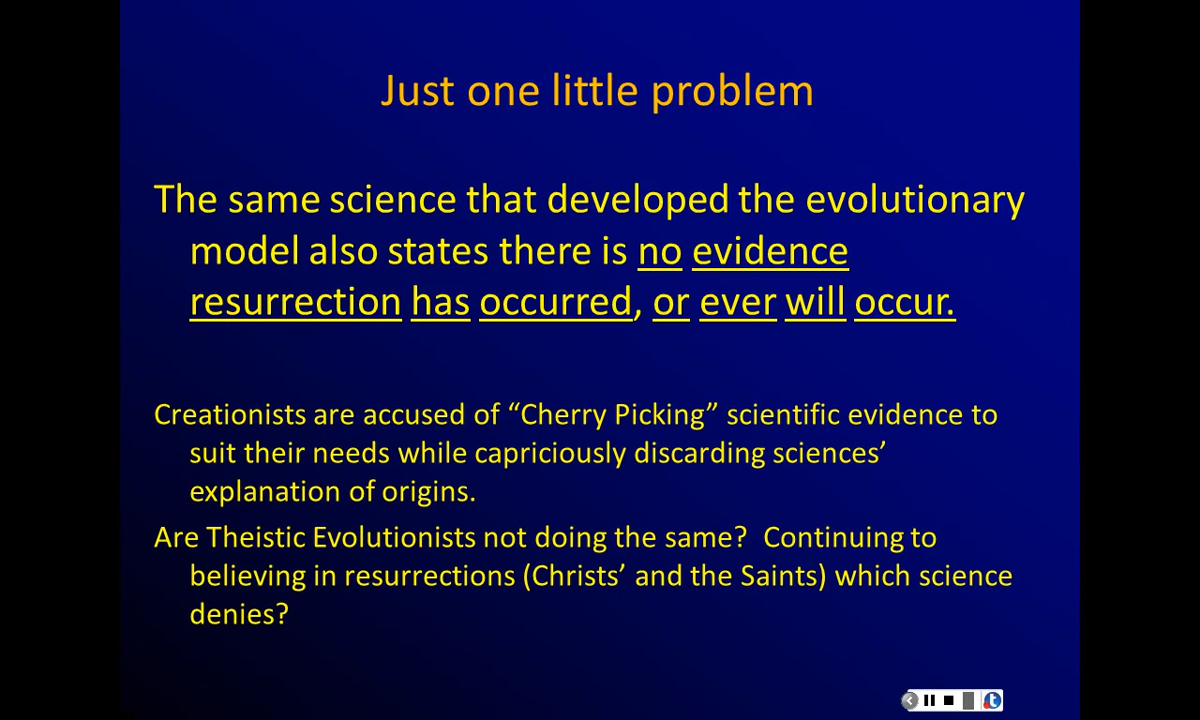 Just one little problem
The same science that developed the evolutionary
model also states there is no evidence
resurrection has occurred, or ever will occur.
Creationists are accused of “Cherry Picking” scientific evidence to
suit their needs while capriciously discarding sciences’
explanation of origins.
Are Theistic Evolutionists not doing the same?  Continuing to
believing in resurrections (Christs’ and the Saints) which science
denies?